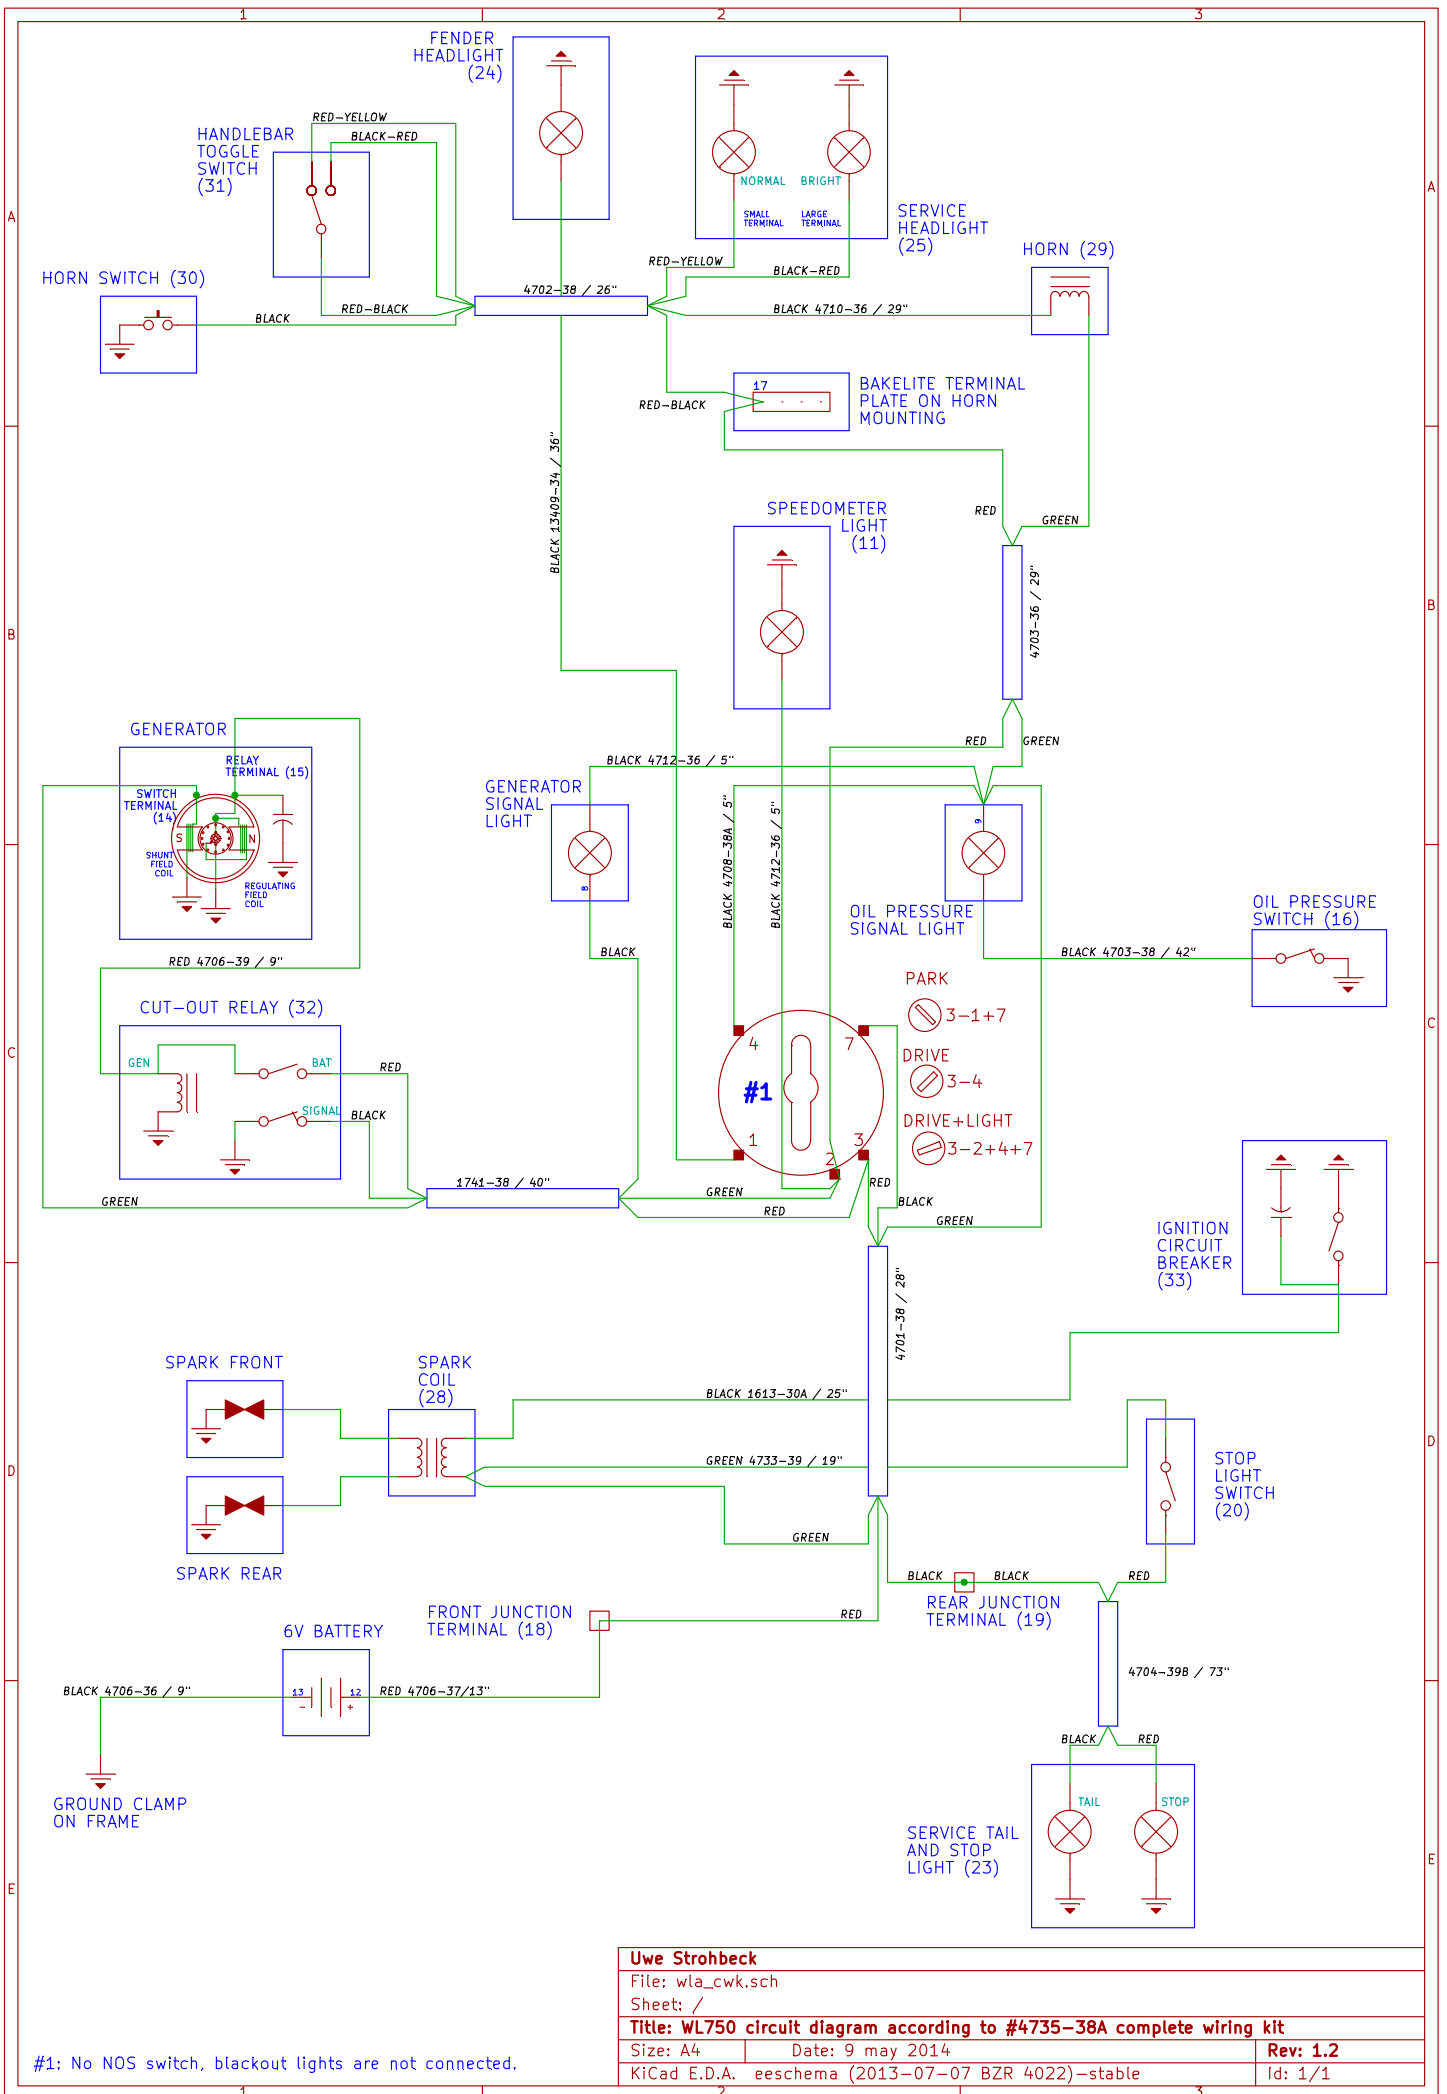 1
2
3
FENDER
HEADLIGHT
(24)
RED-YELLOW
BLACK-RED
HANDLEBAR
TOGGLE
SWITCH
(31)
NORMAL
BRIGHT
SMALL
TERMINAL
LARGE
TERMINAL
A
A
SERVICE
HEADLIGHT
(25)
HORN (29)
RED-YELLOW
BLACK-RED
HORN SWITCH (30)
4702-38 / 26"
RED-BLACK
BLACK
BLACK 4710-36 / 29"
17
BAKELITE TERMINAL
PLATE ON HORN
MOUNTING
RED-BLACK
BLACK 13409-34 / 36"
SPEEDOMETER
LIGHT
(11)
RED
GREEN
4703-36 / 29"
B
B
GENERATOR
RELAY
TERMINAL (15)
SWITCH
TERMINAL
(14)
S
N
SHUNT
FIELD
COIL
REGULATING
FIELD
COIL
RED
GREEN
BLACK 4712-36 / 5"
GENERATOR
SIGNAL
LIGHT
8
BLACK 4708-38A / 5"
BLACK 4712-36 / 5"
9
OIL PRESSURE
SIGNAL LIGHT
OIL PRESSURE
SWITCH (16)
BLACK
BLACK 4703-38 / 42"
RED 4706-39 / 9"
PARK
3-1+7
CUT-OUT RELAY (32)
C
C
GEN
BAT
RED
SIGNAL
BLACK
4
7
#1
1
3
2
DRIVE
3-4
DRIVE+LIGHT
3-2+4+7
1741-38 / 40"
GREEN
GREEN
RED
RED
BLACK
GREEN
IGNITION
CIRCUIT
BREAKER
(33)
4701-38 / 28"
SPARK FRONT
SPARK
COIL
(28)
BLACK 1613-30A / 25"
GREEN 4733-39 / 19"
D
D
STOP
LIGHT
SWITCH
(20)
GREEN
SPARK REAR
BLACK
BLACK
RED
REAR JUNCTION
TERMINAL (19)
FRONT JUNCTION
TERMINAL (18)
RED
6V BATTERY
4704-39B / 73"
BLACK 4706-36 / 9"
13
12
-
+
RED 4706-37/13"
BLACK
RED
GROUND CLAMP
ON FRAME
TAIL
STOP
SERVICE TAIL
AND STOP
LIGHT (23)
E
E
Uwe Strohbeck
File: wla_cwk.sch
Sheet: /
Title: WL750 circuit diagram according to #4735-38A complete wiring kit
Size: A4
Date: 9 may 2014
Rev: 1.2
KiCad E.D.A. eeschema (2013-07-07 BZR 4022)-stable
Id: 1/1
#1: No NOS switch, blackout lights are not connected.
1
2
3